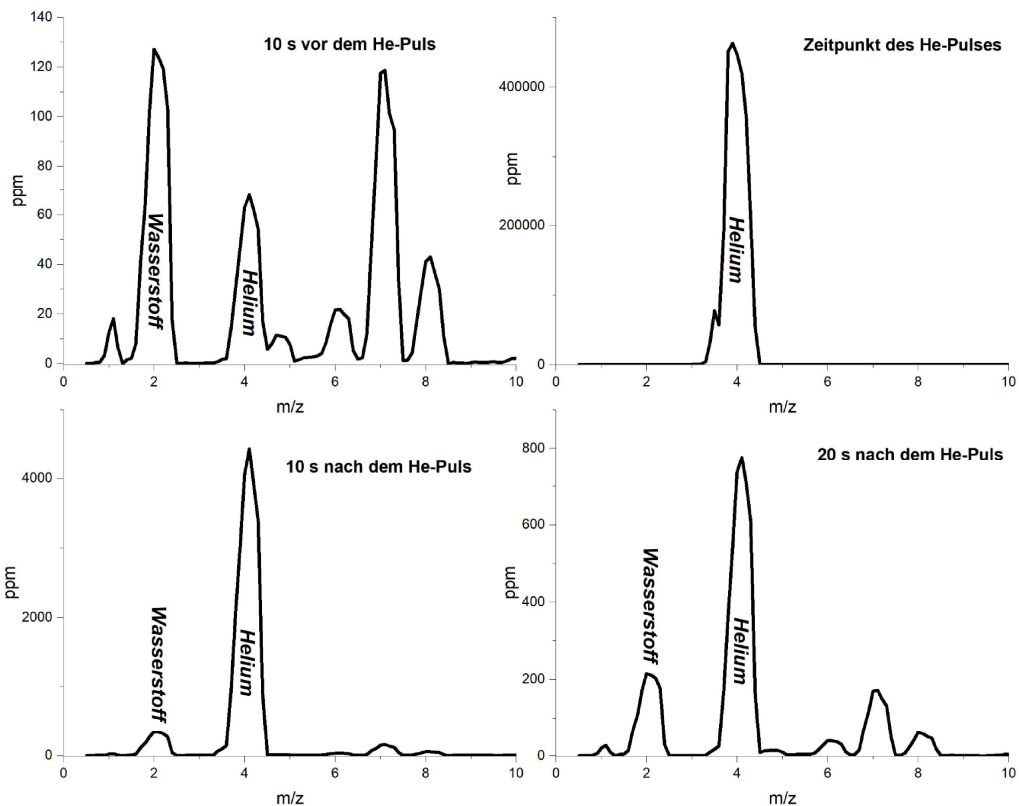 140
120
100
80
60
40
20
0
ppm
10 s vor dem He-Puls
Wasserstoff
Helium
0 2 4 6 8 10
m/z
400000
200000
0
ppm
Zeitpunkt des He-Pulses
Helium
0 2 4 6 8 10
m/z
4000
2000
0
ppm
10 s nach dem He-Puls
Wasserstoff
Helium
0 2 4 6 8 10
m/z
800
600
400
200
0
ppm
20 s nach dem He-Puls
Wasserstoff
Helium
0 2 4 6 8 10
m/z